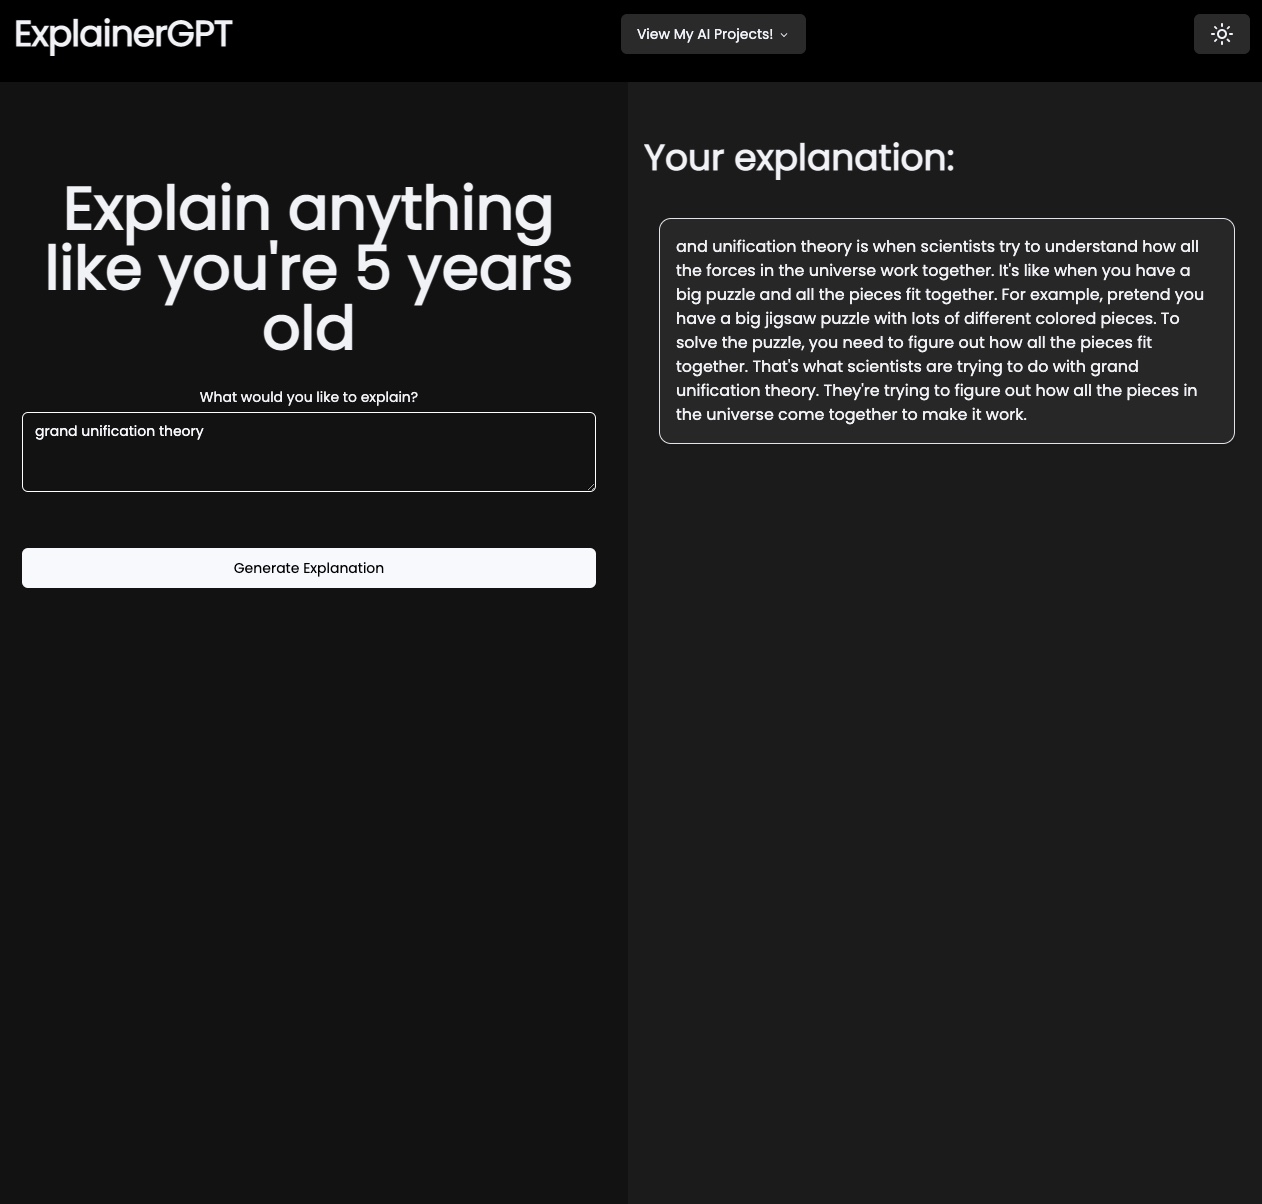 ExplainerGPT
View My AI Projects!
Explain anything
like you're 5 years
old
What would you like to explain?
grand unification theory
Generate Explanation
Your explanation:
and unification theory is when scientists try to understand how all
the forces in the universe work together. It's like when you have a
big puzzle and all the pieces fit together. For example, pretend you
have a big jigsaw puzzle with lots of different colored pieces. To
solve the puzzle, you need to figure out how all the pieces fit
together. That's what scientists are trying to do with grand
unification theory. They're trying to figure out how all the pieces in
the universe come together to make it work.